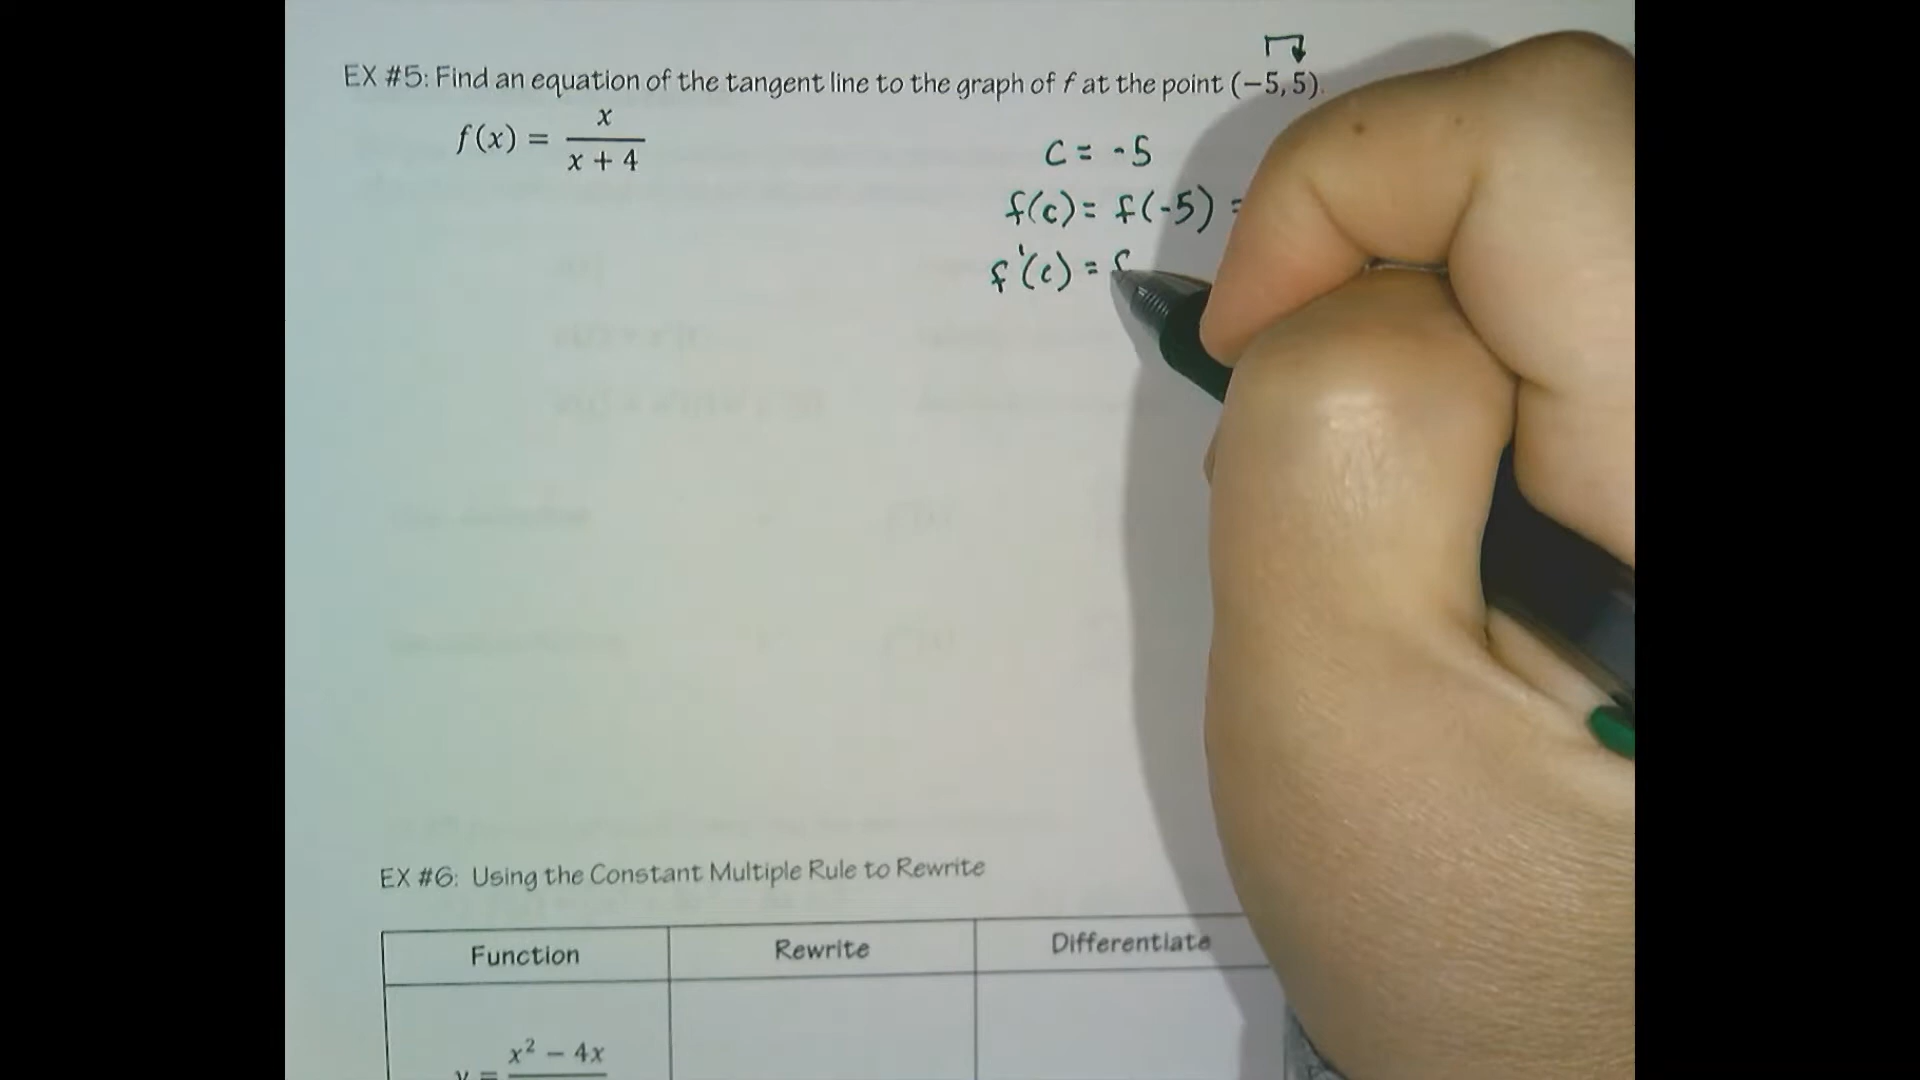 EX #5: Find an equation of the tangent line to the graph of f at the point (−5, 5).
f(x) = x / (x + 4)
c = -5
f(c) = f(-5) =
f'(c) = f
EX #6: Using the Constant Multiple Rule to Rewrite
Function Rewrite Differentiate
y = x² − 4x